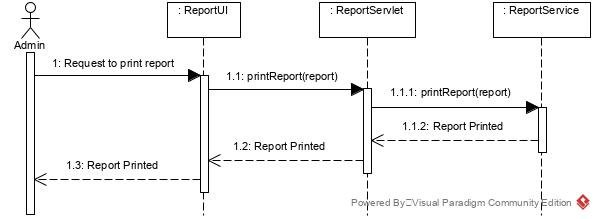 : ReportUI
: ReportServlet
: ReportService
Admin
1: Request to print report
1.1: printReport(report)
1.1.1: printReport(report)
1.1.2: Report Printed
1.2: Report Printed
1.3: Report Printed
Powered By Visual Paradigm Community Edition